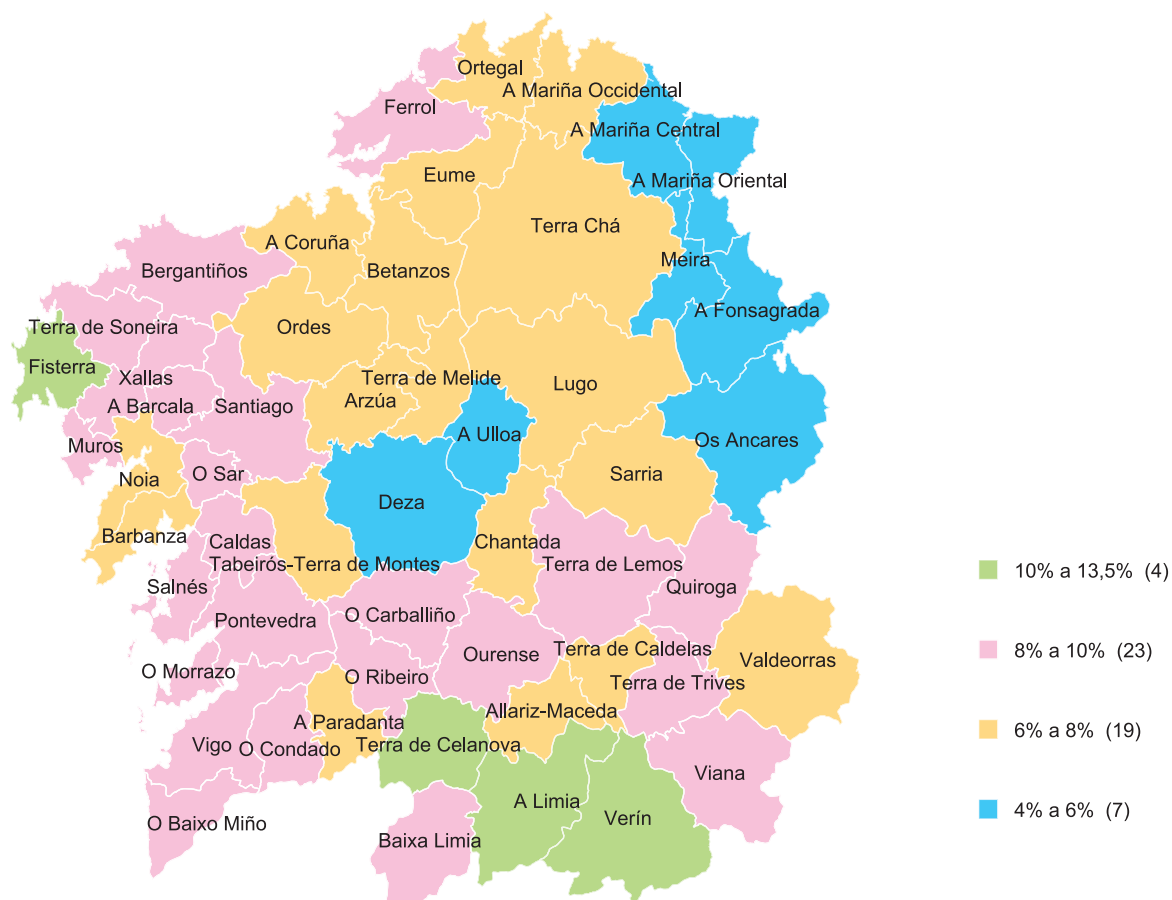 Ortegal
A Mariña Occidental
Ferrol
A Mariña Central
Eume
A Mariña Oriental
Terra Chá
A Coruña
Bergantiños
Betanzos
Meira
A Fonsagrada
Terra de Soneira
Ordes
Fisterra
Xallas
Terra de Melide
Lugo
A Barcala
Santiago
Arzúa
Muros
A Ulloa
Os Ancares
O Sar
Sarria
Noia
Deza
Barbanza
Caldas
Chantada
Tabeirós-Terra de Montes
Terra de Lemos
10% a 13,5% (4)
Salnés
Quiroga
O Carballiño
Pontevedra
Terra de Caldelas
8% a 10% (23)
Ourense
Valdeorras
O Morrazo
O Ribeiro
Terra de Trives
Allariz-Maceda
A Paradanta
6% a 8% (19)
Vigo
O Condado
Terra de Celanova
Viana
A Limia
4% a 6% (7)
Verín
O Baixo Miño
Baixa Limia